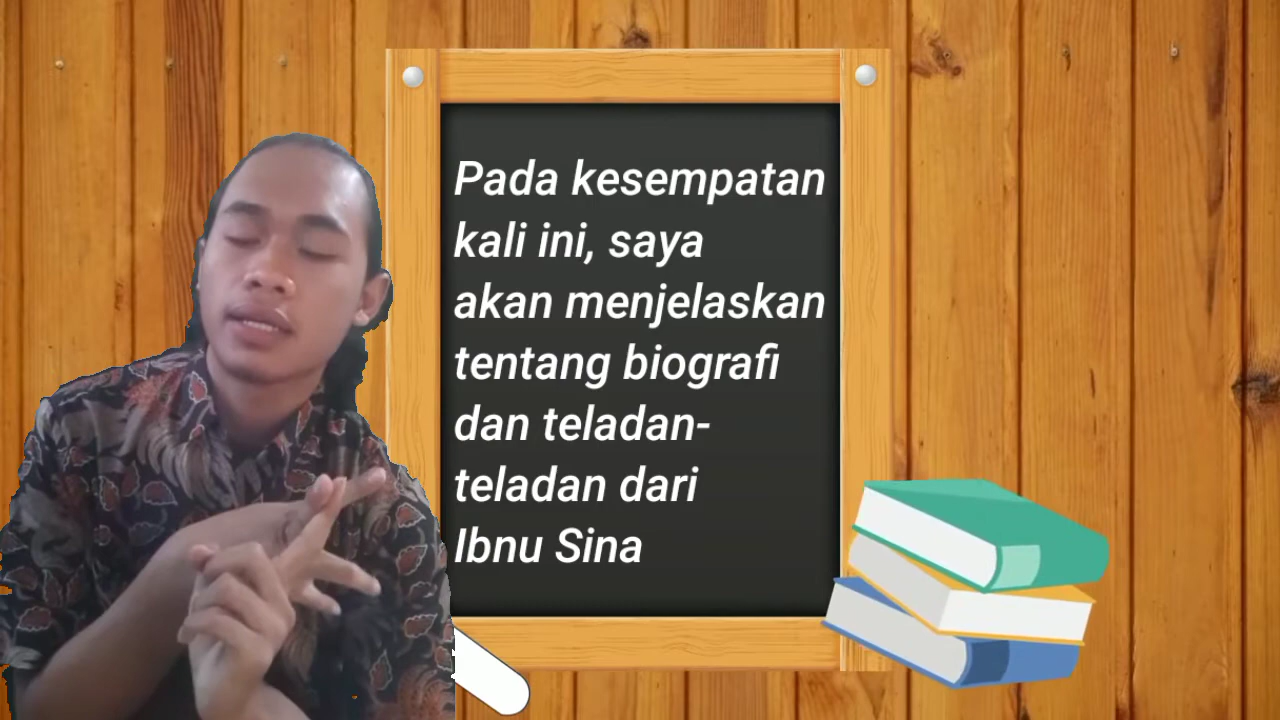 Pada kesempatan
kali ini, saya
akan menjelaskan
tentang biografi
dan teladan-
teladan dari
Ibnu Sina